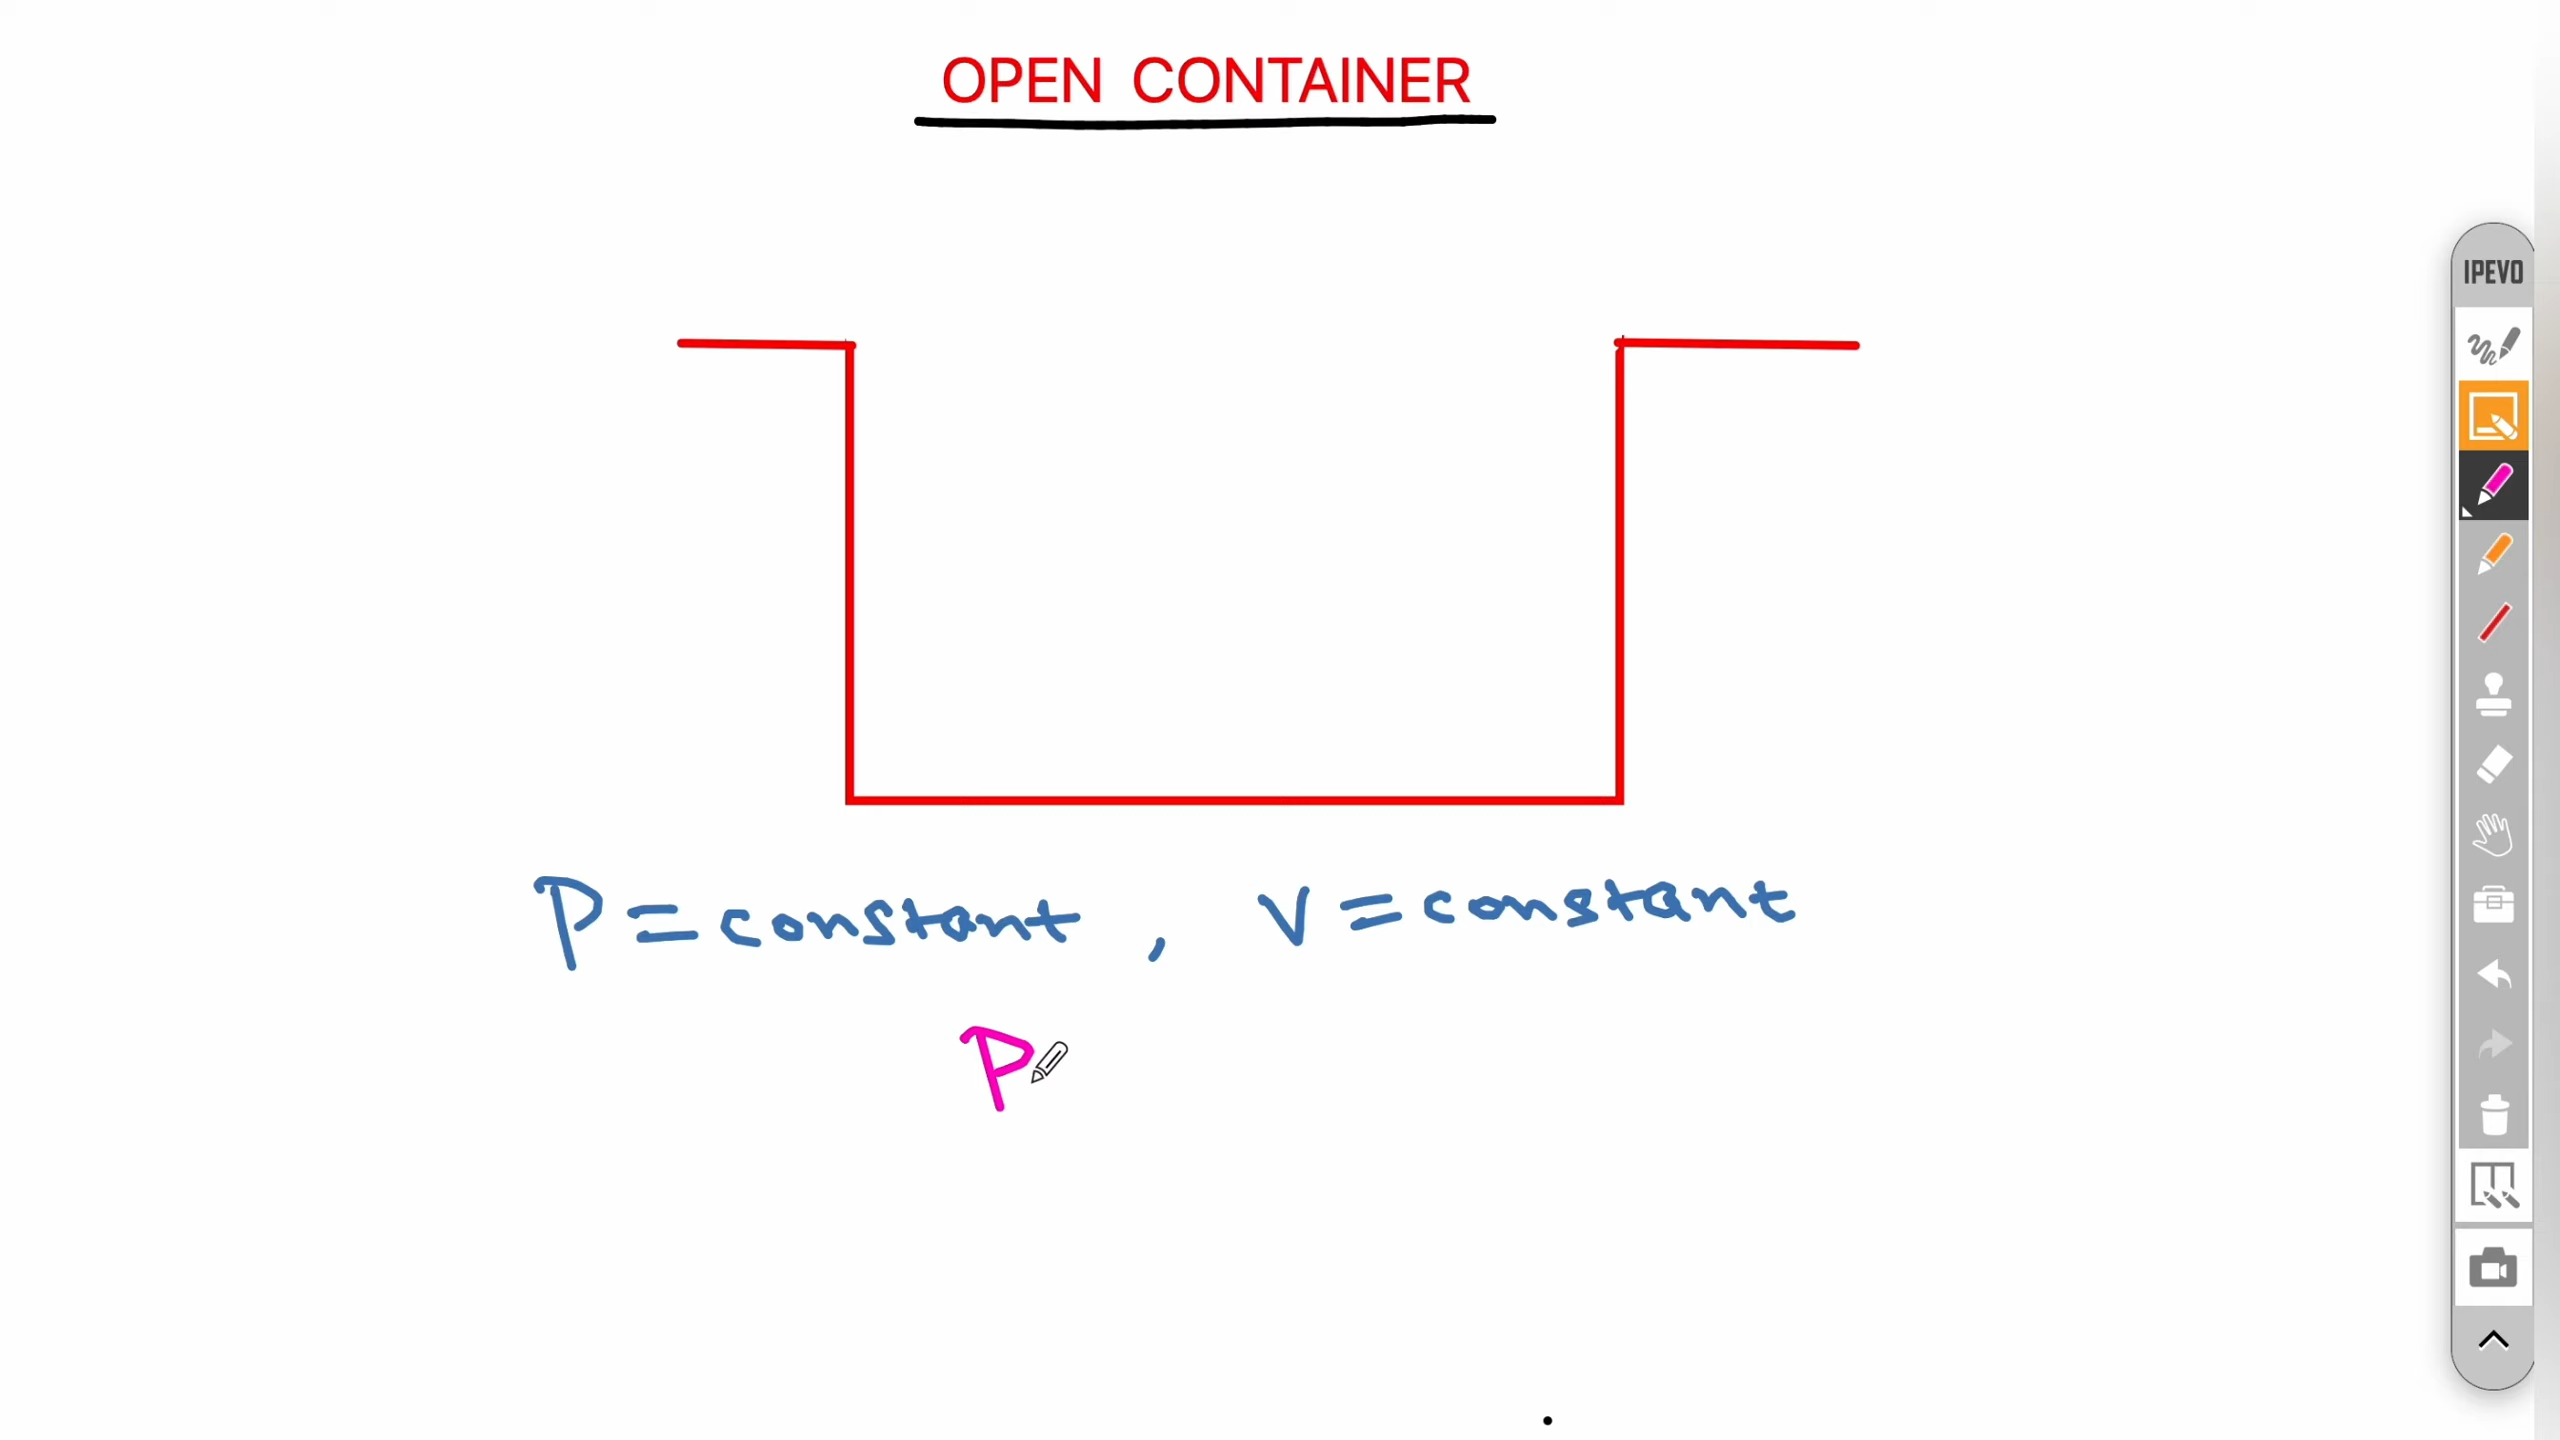 OPEN CONTAINER
IPEVO
P = constant , V = constant
P